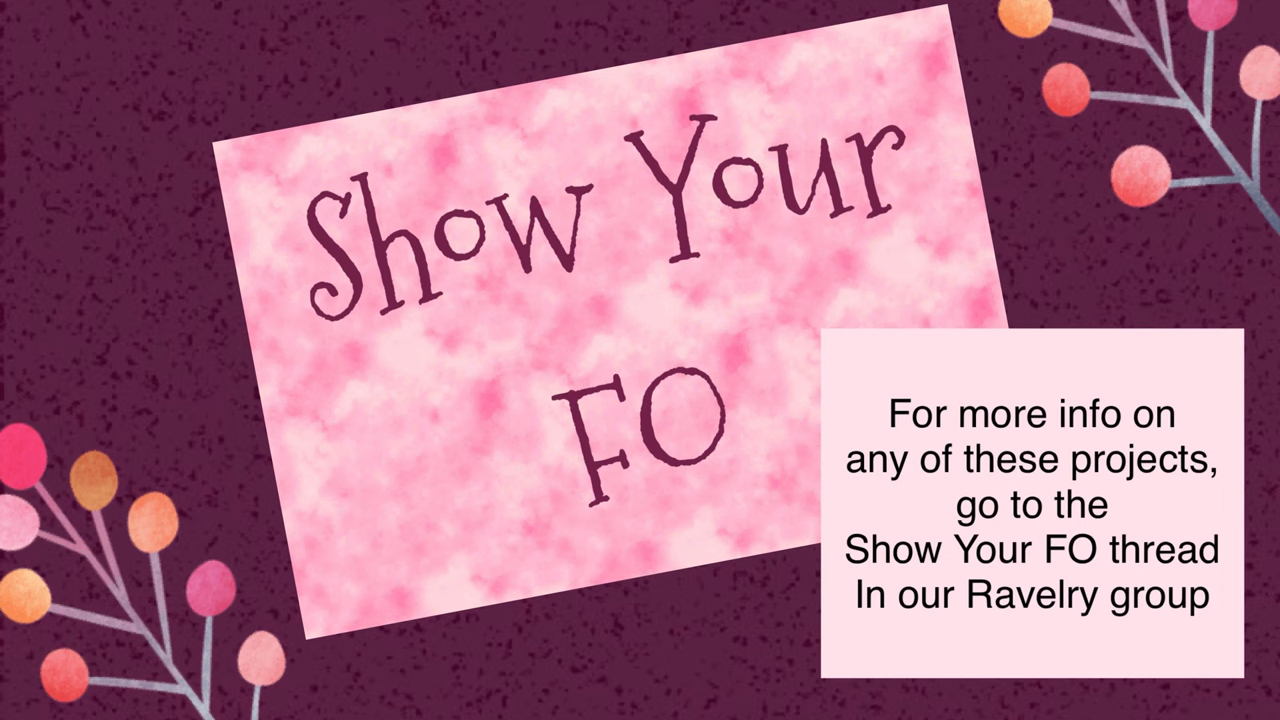 Show Your
FO
For more info on
any of these projects,
go to the
Show Your FO thread
In our Ravelry group